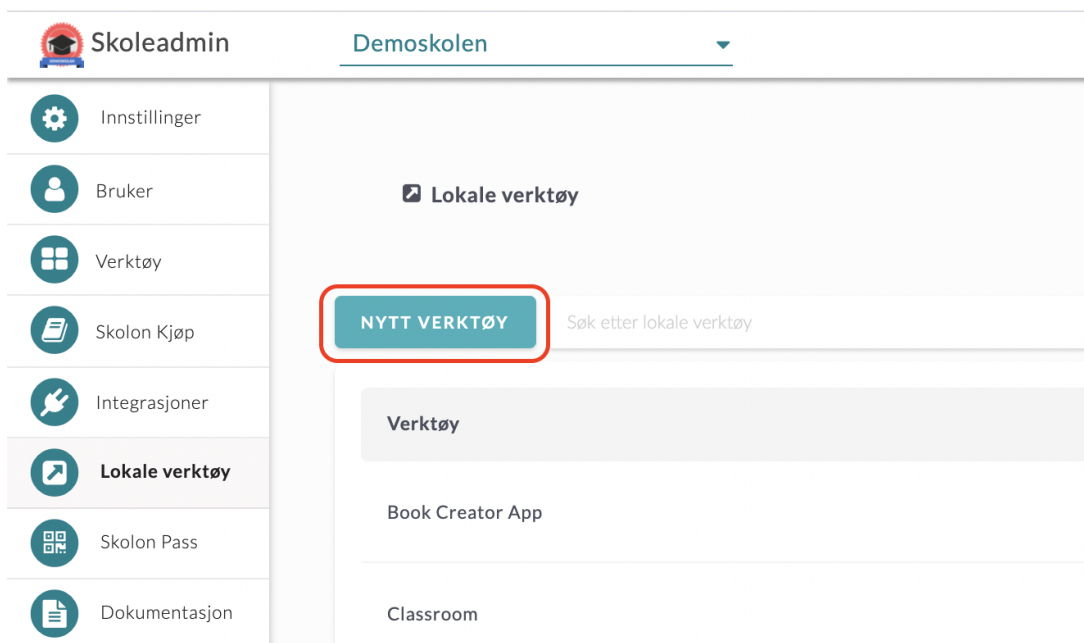 Skoleadmin
Demoskolen
Innstillinger
Bruker
Verktøy
Skolon Kjøp
Integrasjoner
Lokale verktøy
Skolon Pass
Dokumentasjon
Lokale verktøy
NYTT VERKTØY
Søk etter lokale verktøy
Verktøy
Book Creator App
Classroom